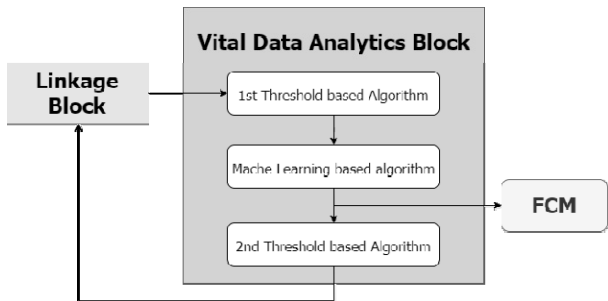 Vital Data Analytics Block
Linkage
Block
1st Threshold based Algorithm
Mache Learning based algorithm
FCM
2nd Threshold based Algorithm